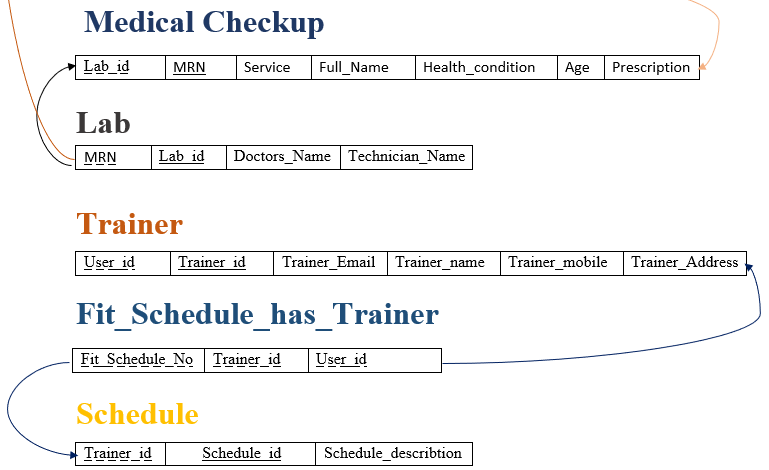 Medical Checkup
Lab_id MRN Service Full_Name Health_condition Age Prescription
Lab
MRN Lab_id Doctors_Name Technician_Name
Trainer
User_id Trainer_id Trainer_Email Trainer_name Trainer_mobile Trainer_Address
Fit_Schedule_has_Trainer
Fit_Schedule_No Trainer_id User_id
Schedule
Trainer_id Schedule_id Schedule_describtion